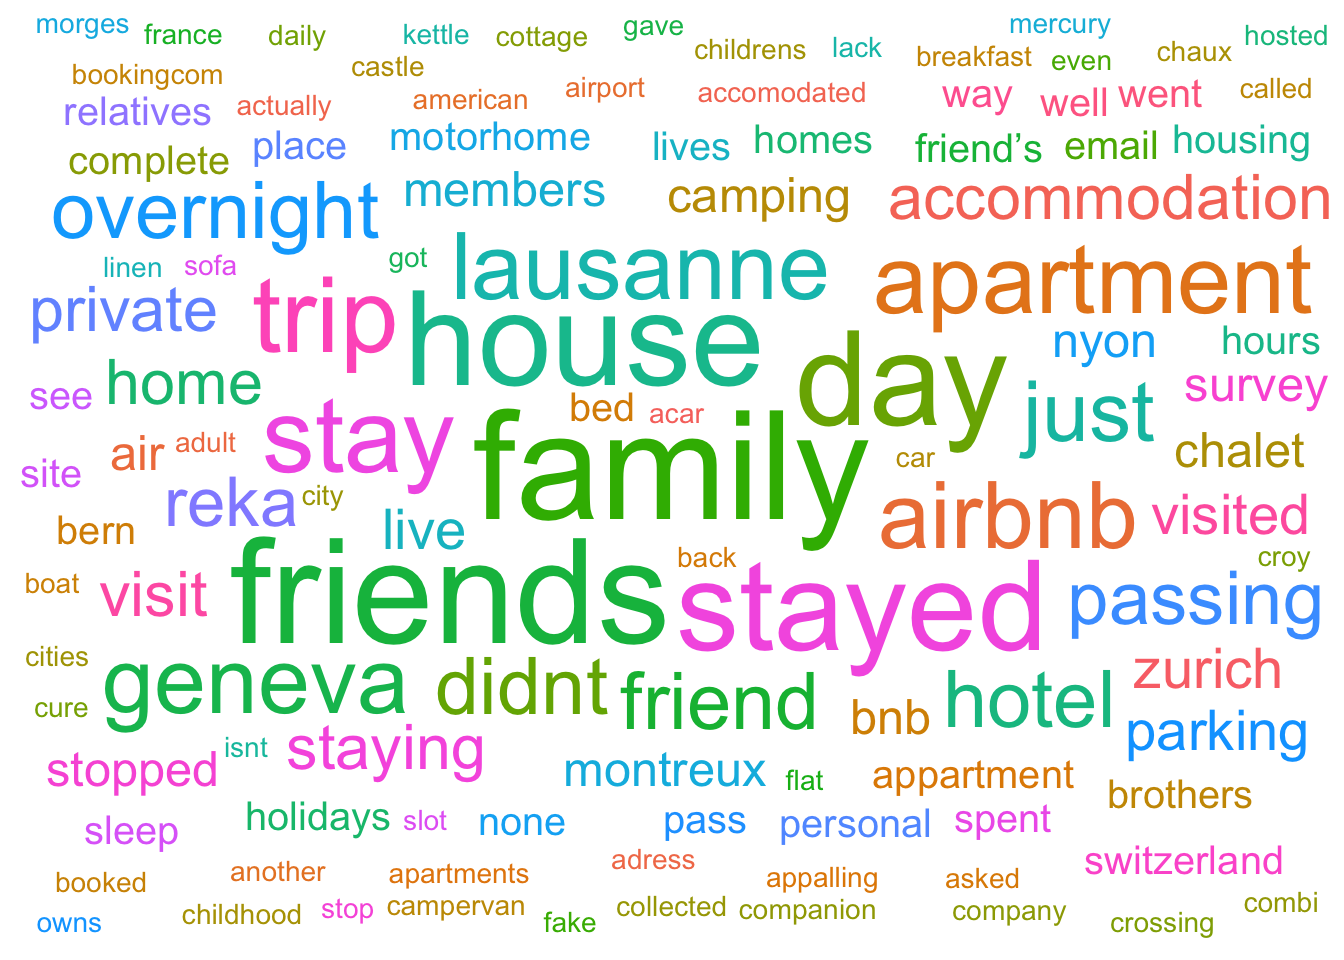 morges france daily kettle cottage gave childrens lack mercury hosted
bookingcom castle breakfast even chaux
relatives actually american airport accomodated way well went called
complete place motorhome lives homes friend’s email housing
overnight members camping accommodation
linen sofa got lausanne apartment
private trip house day nyon hours
see home stay bed acar just survey
site air adult family car chalet
bern reka city live airbnb visited
boat visit friends back stayed passing croy
cities geneva didnt friend hotel zurich
cure isnt staying bnb parking
stopped montreux flat appartment brothers
sleep holidays slot none pass personal spent
booked another apartments adress appalling asked switzerland
owns childhood stop campervan fake collected companion company crossing combi